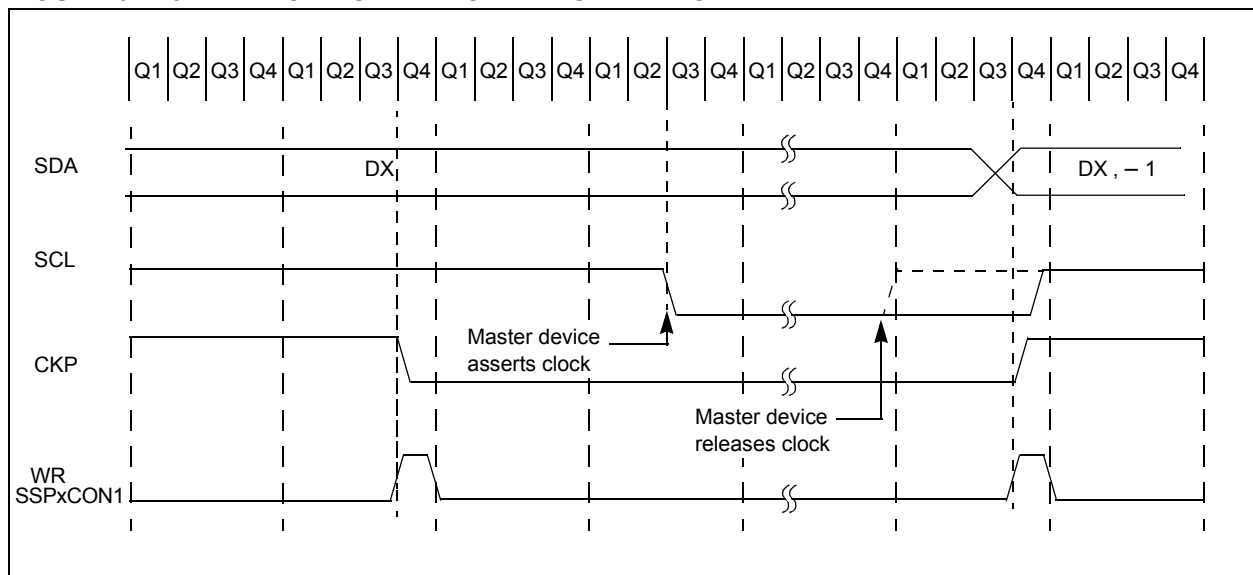 Q1 Q2 Q3 Q4 Q1 Q2 Q3 Q4 Q1 Q2 Q3 Q4 Q1 Q2 Q3 Q4 Q1 Q2 Q3 Q4 Q1 Q2 Q3 Q4 Q1 Q2 Q3 Q4
SDA
DX
DX , – 1
SCL
Master device
asserts clock
CKP
Master device
releases clock
WR
SSPxCON1